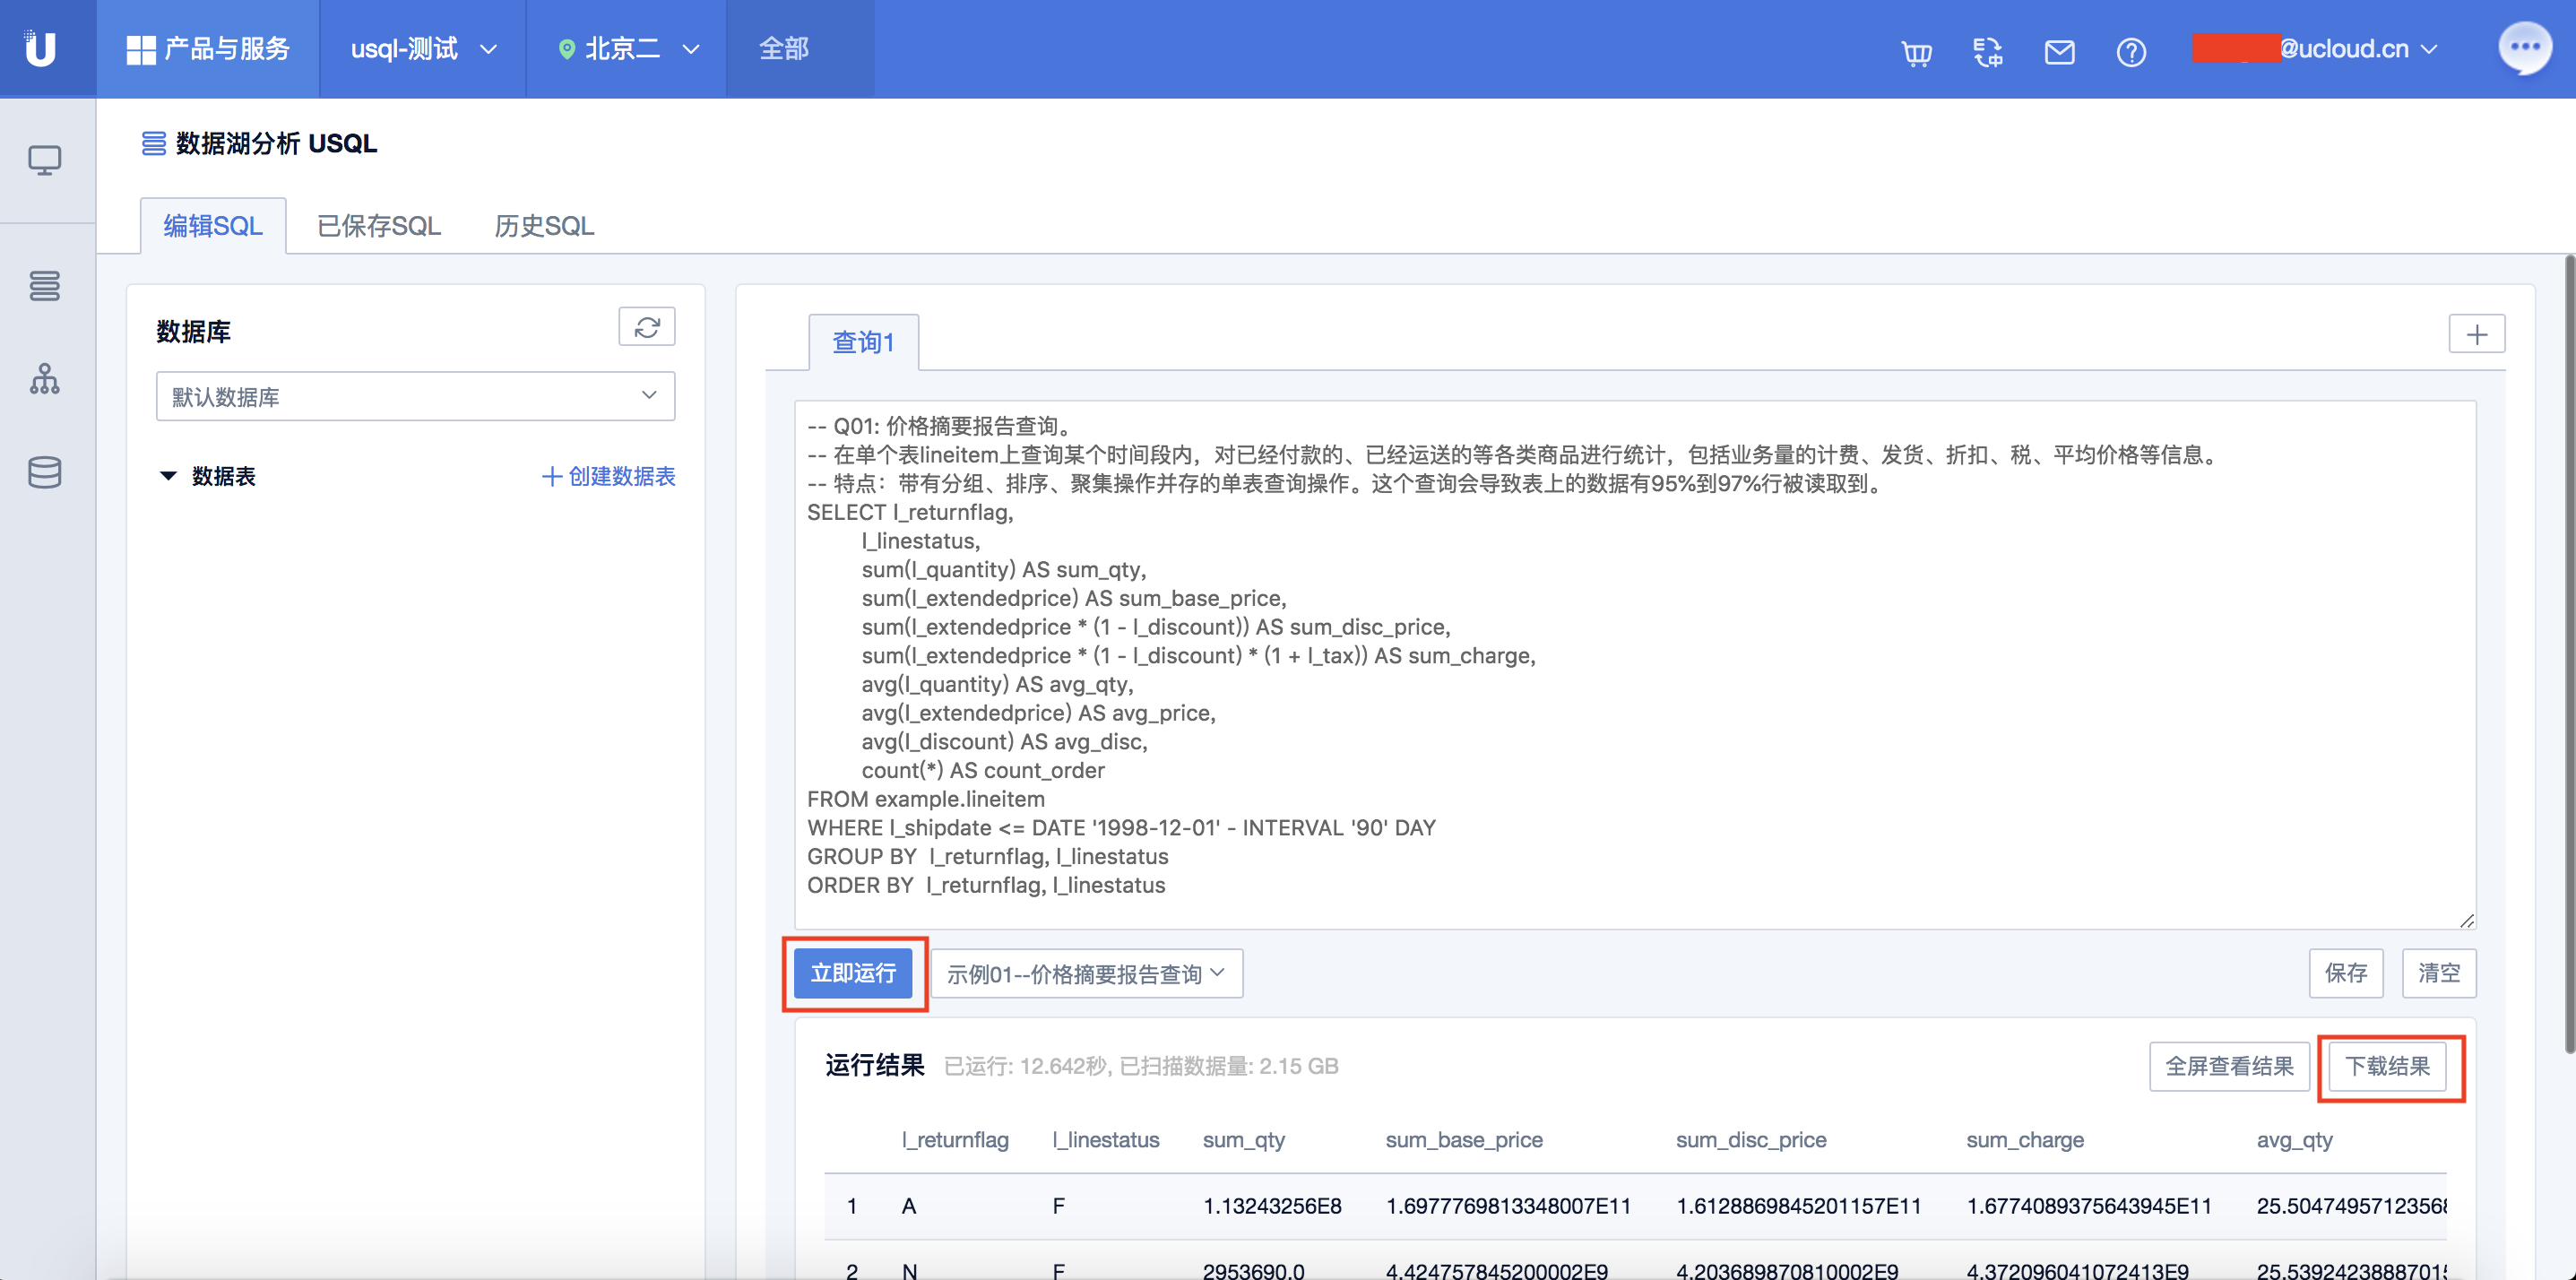 产品与服务
usql-测试
北京二
全部
@ucloud.cn
数据湖分析 USQL
编辑SQL
已保存SQL
历史SQL
数据库
默认数据库
数据表
创建数据表
查询1
-- Q01: 价格摘要报告查询。
-- 在单个表lineitem上查询某个时间段内，对已经付款的、已经运送的等各类商品进行统计，包括业务量的计费、发货、折扣、税、平均价格等信息。
-- 特点：带有分组、排序、聚集操作并存的单表查询操作。这个查询会导致表上的数据有95%到97%行被读取到。
SELECT l_returnflag,
l_linestatus,
sum(l_quantity) AS sum_qty,
sum(l_extendedprice) AS sum_base_price,
sum(l_extendedprice * (1 - l_discount)) AS sum_disc_price,
sum(l_extendedprice * (1 - l_discount) * (1 + l_tax)) AS sum_charge,
avg(l_quantity) AS avg_qty,
avg(l_extendedprice) AS avg_price,
avg(l_discount) AS avg_disc,
count(*) AS count_order
FROM example.lineitem
WHERE l_shipdate <= DATE '1998-12-01' - INTERVAL '90' DAY
GROUP BY  l_returnflag, l_linestatus
ORDER BY  l_returnflag, l_linestatus
立即运行
示例01--价格摘要报告查询
保存
清空
运行结果 已运行: 12.642秒, 已扫描数据量: 2.15 GB
全屏查看结果
下载结果
l_returnflag l_linestatus sum_qty sum_base_price sum_disc_price sum_charge avg_qty
1 A F 1.13243256E8 1.6977769813348007E11 1.6128869845201157E11 1.6774089375643945E11 25.50474957123568
2 N F 2953690.0 4.424757845200002E9 4.203689870810002E9 4.372096041072413E9 25.53924238887015